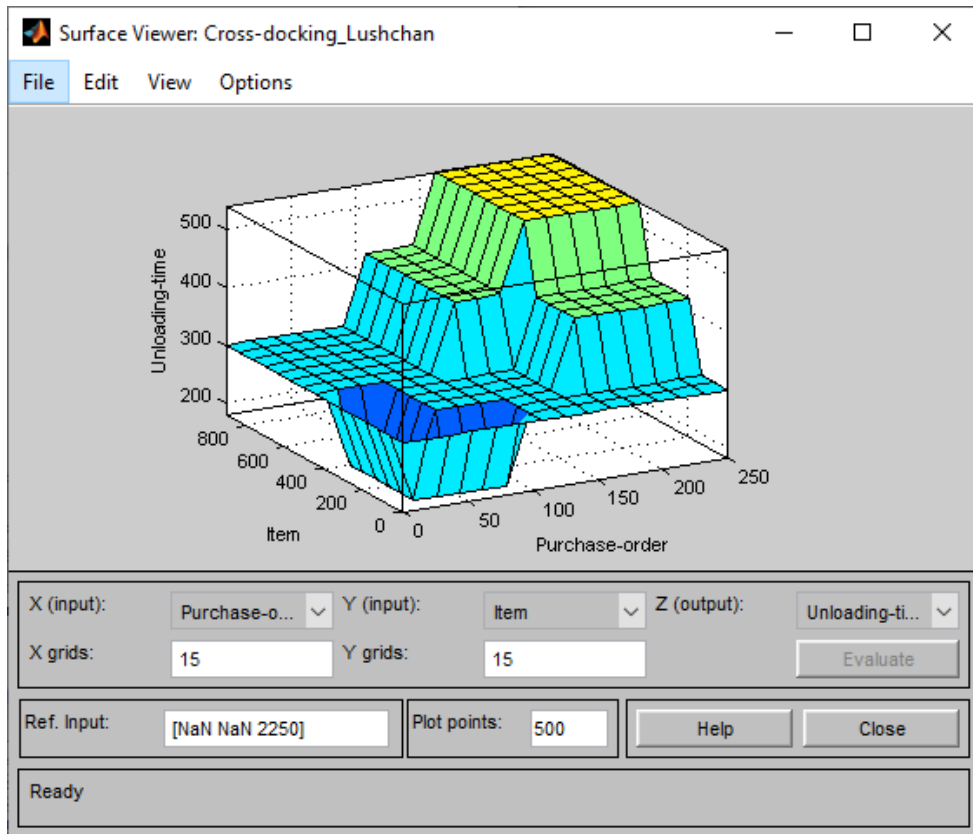 Surface Viewer: Cross-docking_Lushchan
File Edit View Options
500
400
300
200
Unloading-time
800
600
400
200
0
Item
0
50
100
150
200
250
Purchase-order
X (input): Purchase-o... Y (input): Item Z (output): Unloading-ti...
X grids: 15 Y grids: 15 Evaluate
Ref. Input: [NaN NaN 2250] Plot points: 500 Help Close
Ready